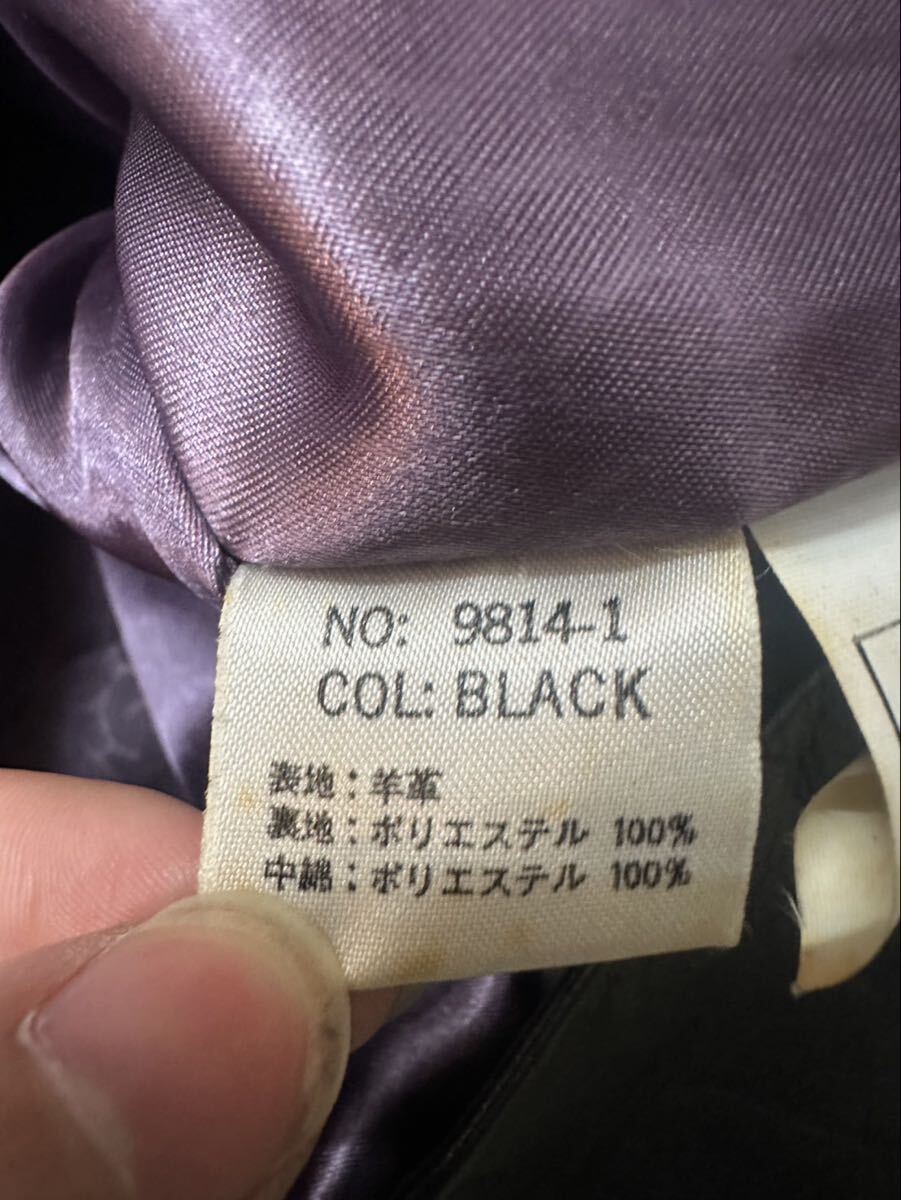 NO: 9814-1
COL: BLACK
表地：羊革
裏地：ポリエステル 100%
中綿：ポリエステル 100%